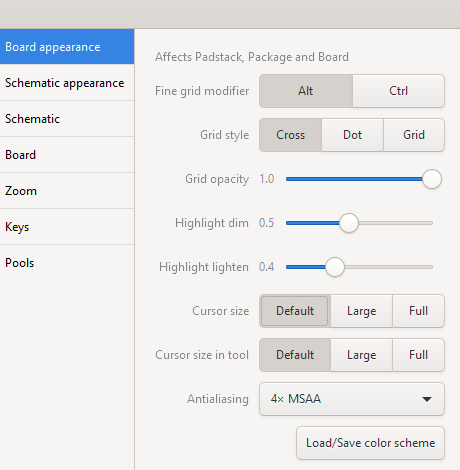 Board appearance
Schematic appearance
Schematic
Board
Zoom
Keys
Pools
Affects Padstack, Package and Board
Fine grid modifier Alt Ctrl
Grid style Cross Dot Grid
Grid opacity 1.0
Highlight dim 0.5
Highlight lighten 0.4
Cursor size Default Large Full
Cursor size in tool Default Large Full
Antialiasing 4× MSAA
Load/Save color scheme